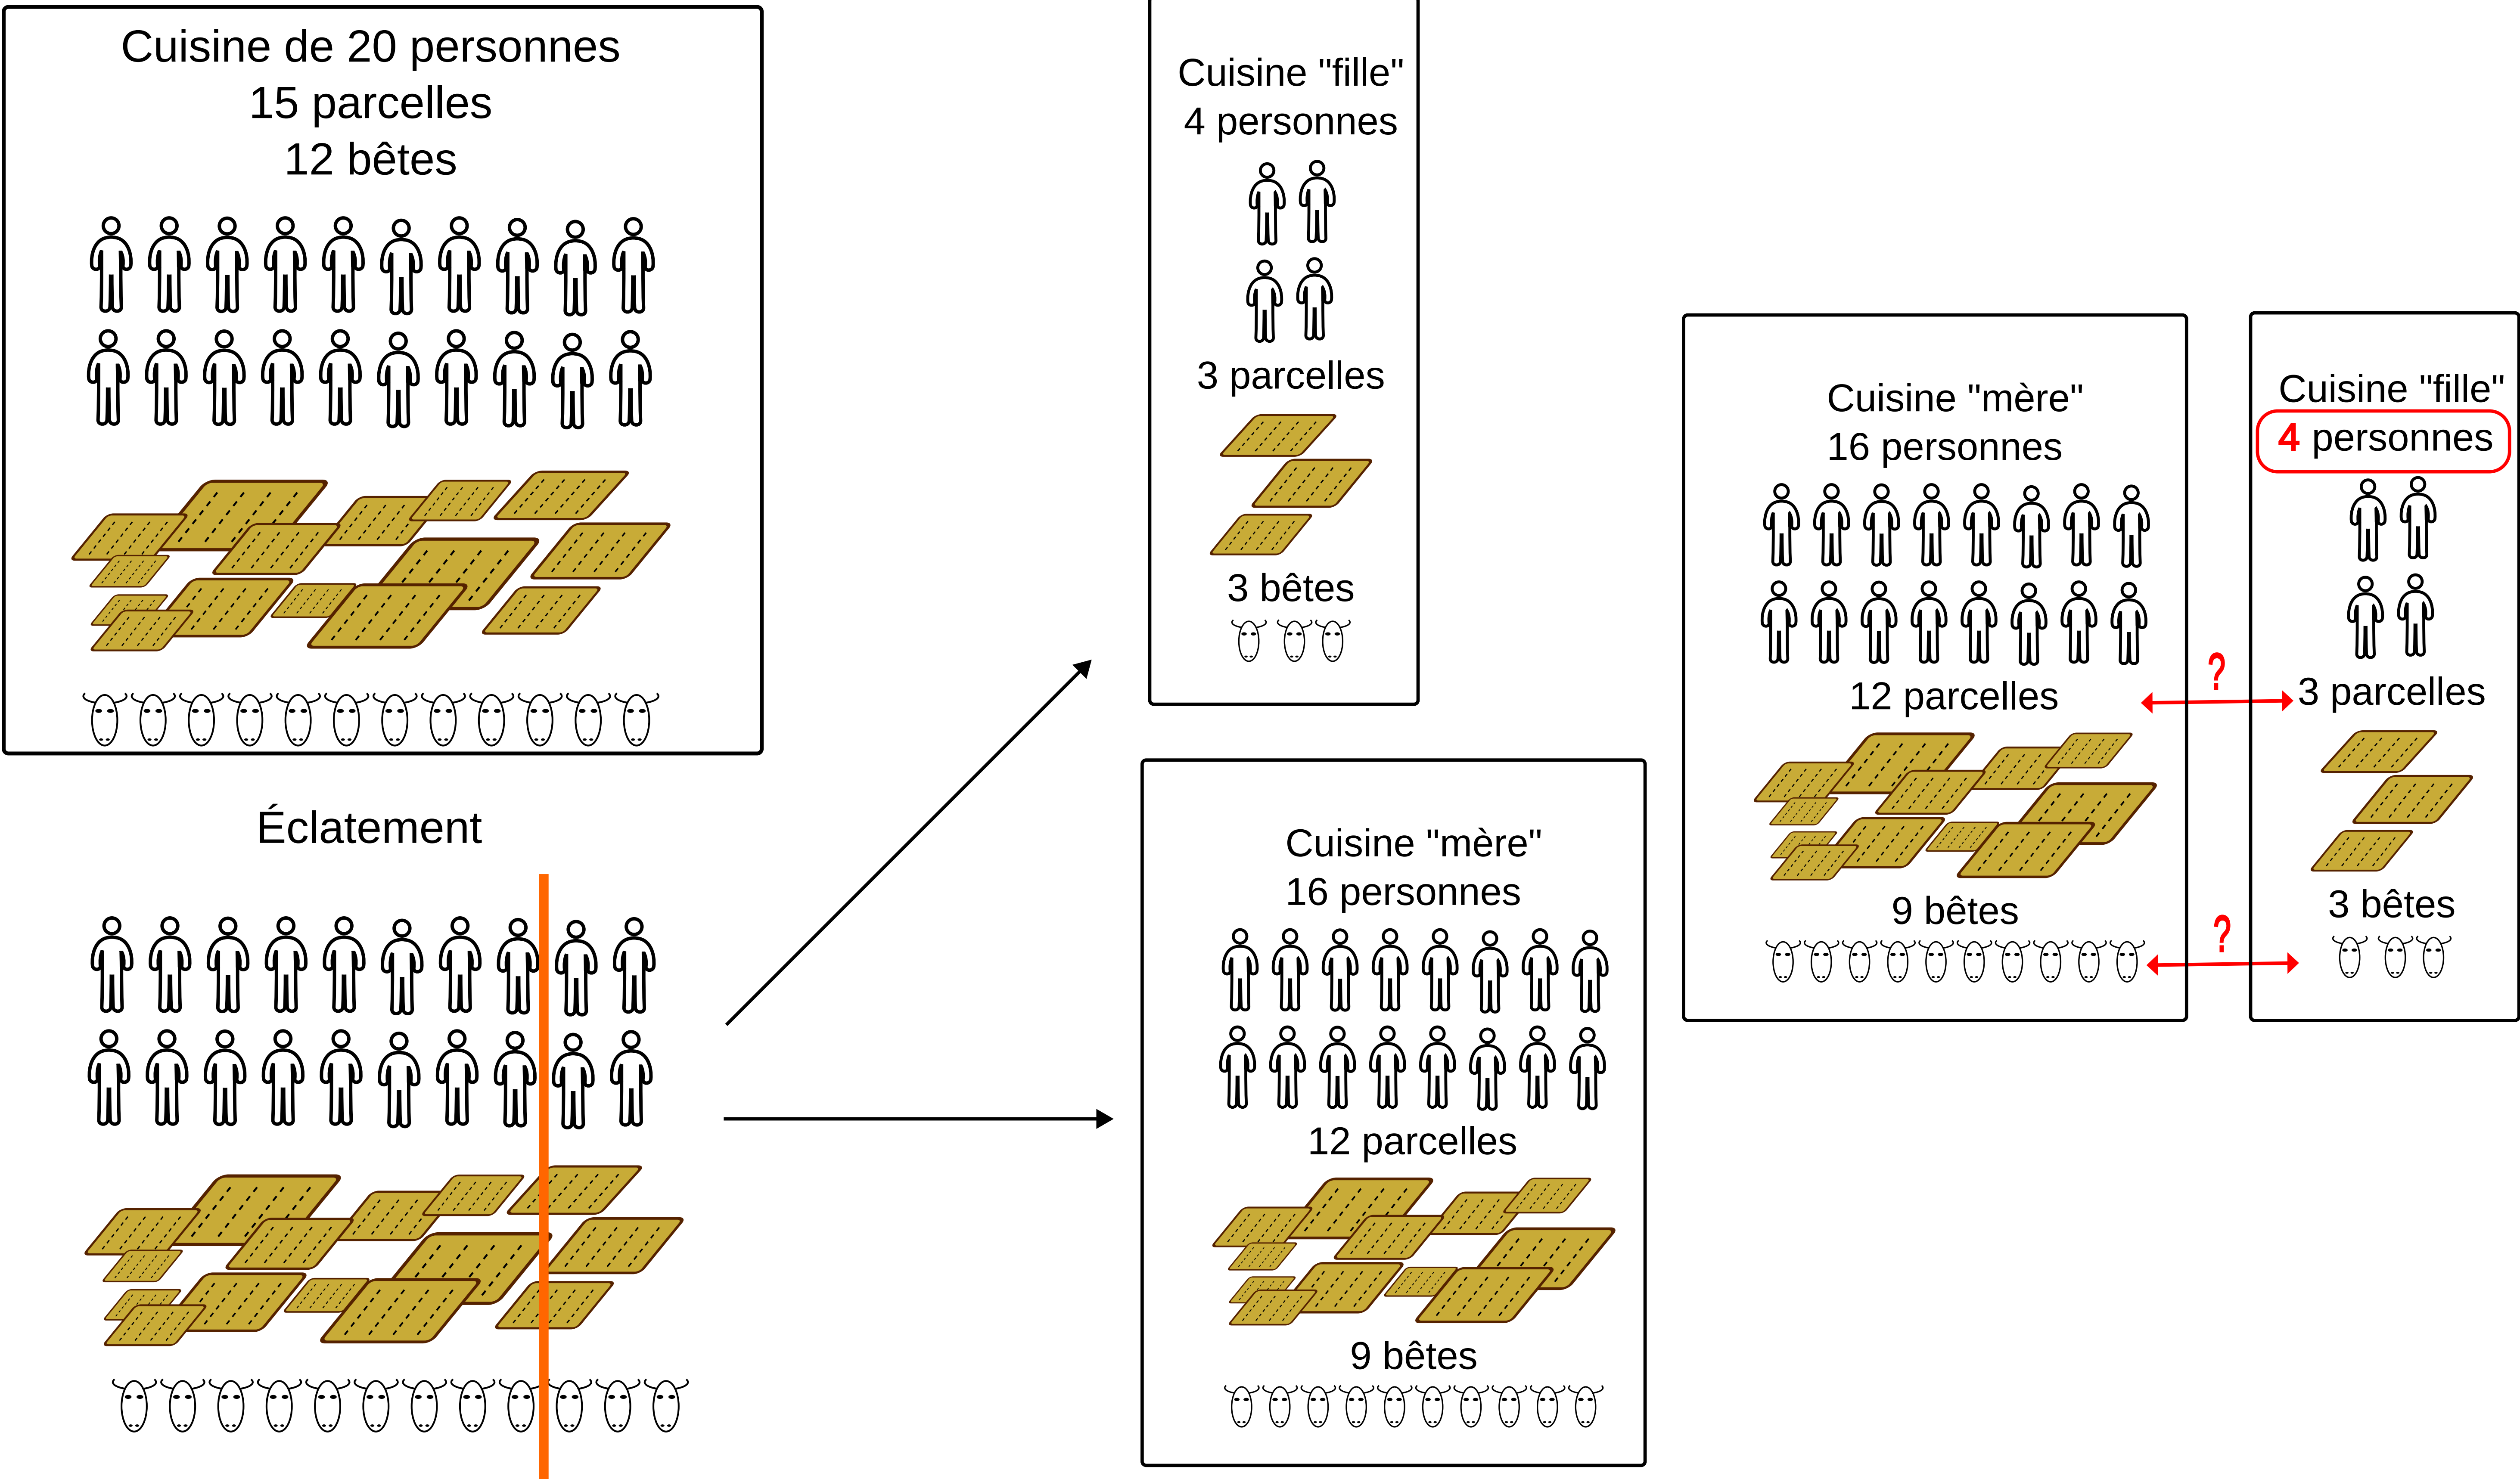 Cuisine de 20 personnes
15 parcelles
12 bêtes
Éclatement
Cuisine "fille"
4 personnes
3 parcelles
3 bêtes
Cuisine "mère"
16 personnes
12 parcelles
9 bêtes
Cuisine "mère"
16 personnes
12 parcelles
9 bêtes
?
?
Cuisine "fille"
4 personnes
3 parcelles
3 bêtes